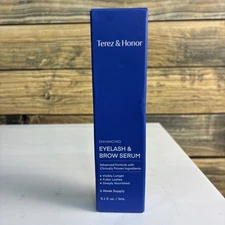 Terez & Honor
ENHANCING
EYELASH &
BROW SERUM
Advanced Formula with
Clinically Proven Ingredients
Visibly Longer
Fuller Lashes
Deeply Nourished
Week Supply
0.1 fl oz / 3mL